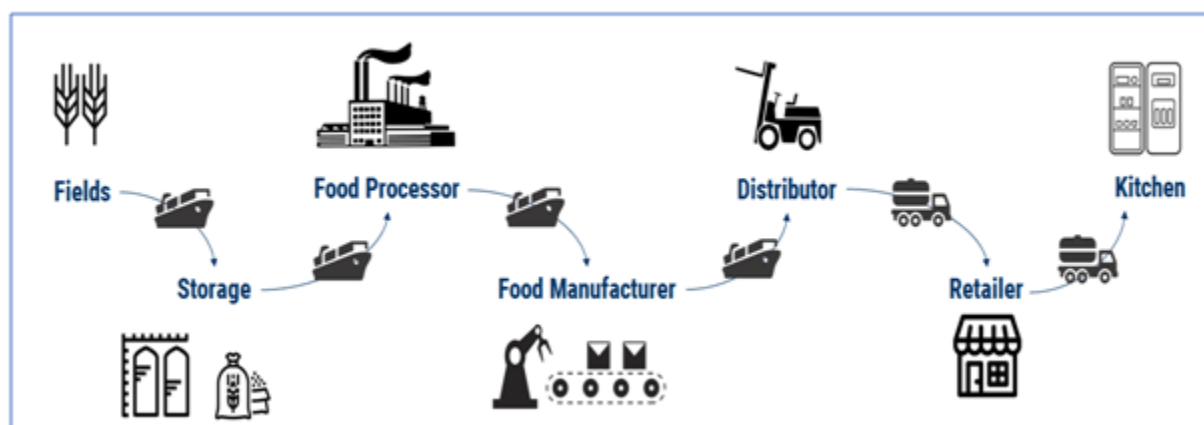 Fields
Food Processor
Distributor
Kitchen
Storage
Food Manufacturer
Retailer